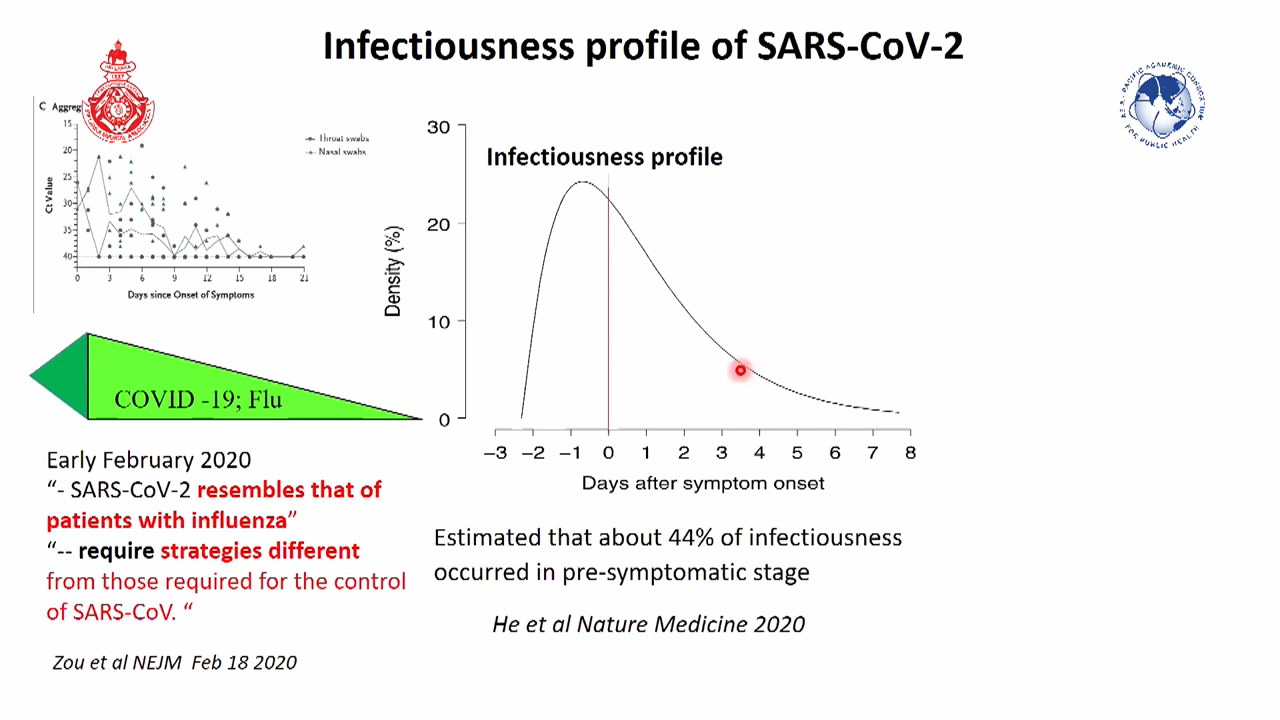 Infectiousness profile of SARS-CoV-2
C Aggreg
15
20
25
30
35
40
Ct Value
Throat swabs
Nasal swabs
0 3 6 9 12 15 18 21
Days since Onset of Symptoms
COVID -19; Flu
Early February 2020
“- SARS-CoV-2 resembles that of
patients with influenza”
“-- require strategies different
from those required for the control
of SARS-CoV. “
Zou et al NEJM Feb 18 2020
Infectiousness profile
30
20
10
0
Density (%)
−3 −2 −1 0 1 2 3 4 5 6 7 8
Days after symptom onset
Estimated that about 44% of infectiousness
occurred in pre-symptomatic stage
He et al Nature Medicine 2020
FOR PUBLIC HEALTH